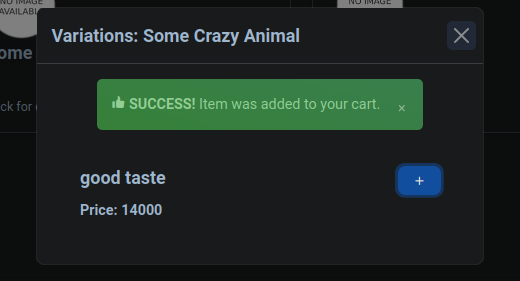 NO IMAGE
AVAILABL
NO IMAGE
ome
Variations: Some Crazy Animal
ck for
SUCCESS! Item was added to your cart. ×
good taste
+
Price: 14000